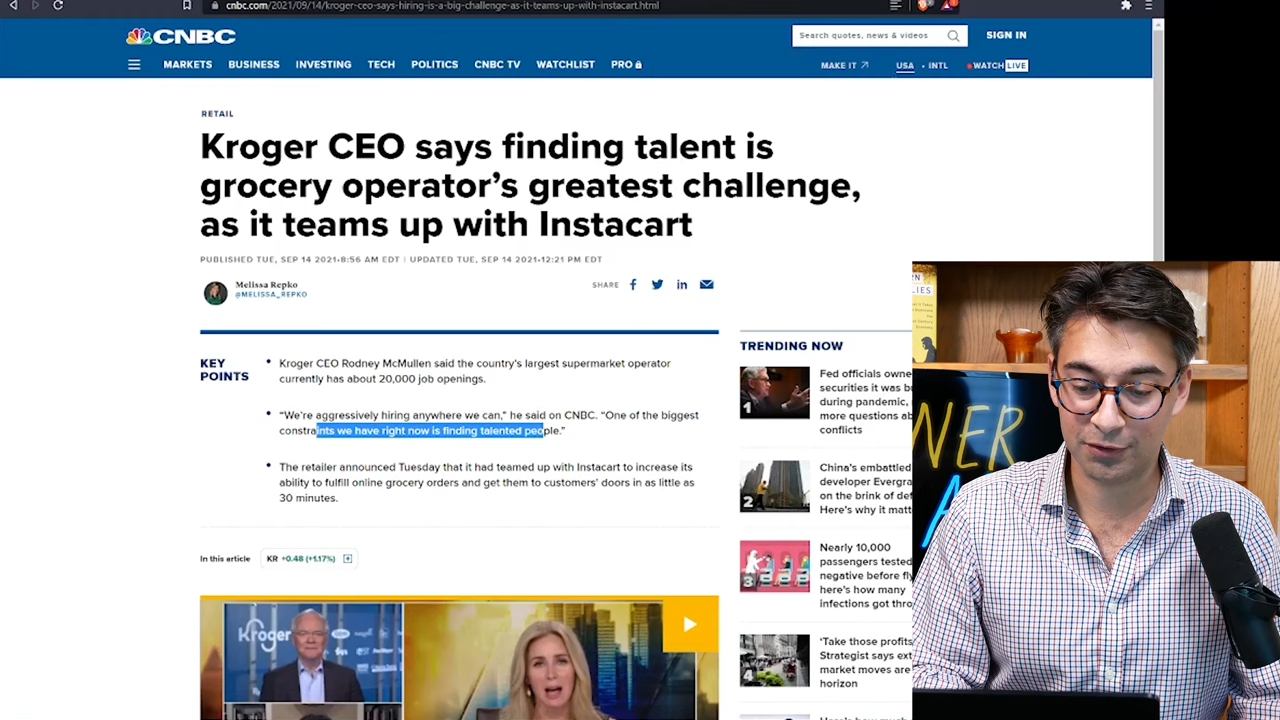 cnbc.com/2021/09/14/kroger-ceo-says-hiring-is-a-big-challenge-as-it-teams-up-with-instacart.html
CNBC
Search quotes, news & videos
SIGN IN
MARKETS BUSINESS INVESTING TECH POLITICS CNBC TV WATCHLIST PRO
MAKE IT USA • INTL WATCH LIVE
RETAIL
Kroger CEO says finding talent is
grocery operator’s greatest challenge,
as it teams up with Instacart
PUBLISHED TUE, SEP 14 2021•8:56 AM EDT | UPDATED TUE, SEP 14 2021•12:21 PM EDT
Melissa Repko
@MELISSA_REPKO
SHARE
KEY
POINTS
• Kroger CEO Rodney McMullen said the country’s largest supermarket operator
currently has about 20,000 job openings.
• “We’re aggressively hiring anywhere we can,” he said on CNBC. “One of the biggest
constraints we have right now is finding talented people.”
• The retailer announced Tuesday that it had teamed up with Instacart to increase its
ability to fulfill online grocery orders and get them to customers’ doors in as little as
30 minutes.
In this article
KR +0.48 (+1.17%)
Kroger
TRENDING NOW
1
Fed officials owne
securities it was b
during pandemic,
more questions ab
conflicts
2
China’s embattled
developer Evergra
on the brink of def
Here’s why it matt
3
Nearly 10,000
passengers tested
negative before fly
here’s how many
infections got thro
4
‘Take those profits
Strategist says ext
market moves are
horizon
NER
A